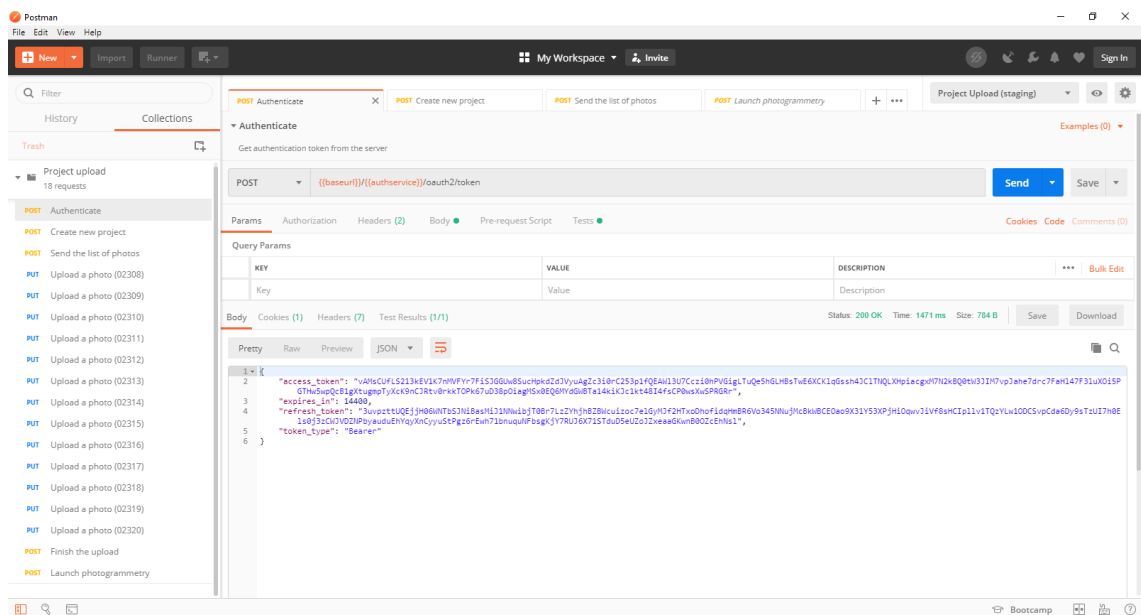 Postman
File Edit View Help
New Import Runner My Workspace Invite Sign In
Filter
History Collections
Trash
Project upload
18 requests
POST Authenticate
POST Create new project
POST Send the list of photos
PUT Upload a photo (02308)
PUT Upload a photo (02309)
PUT Upload a photo (02310)
PUT Upload a photo (02311)
PUT Upload a photo (02312)
PUT Upload a photo (02313)
PUT Upload a photo (02314)
PUT Upload a photo (02315)
PUT Upload a photo (02316)
PUT Upload a photo (02317)
PUT Upload a photo (02318)
PUT Upload a photo (02319)
PUT Upload a photo (02320)
POST Finish the upload
POST Launch photogrammetry
POST Authenticate POST Create new project POST Send the list of photos POST Launch photogrammetry Project Upload (staging)
Authenticate Examples (0)
Get authentication token from the server
POST {{baseurl}}/{{authservice}}/oauth2/token Send Save
Params Authorization Headers (2) Body Pre-request Script Tests Cookies Code Comments (0)
Query Params
KEY VALUE DESCRIPTION Bulk Edit
Key Value Description
Body Cookies (1) Headers (7) Test Results (1/1) Status: 200 OK Time: 1471 ms Size: 784 B Save Download
Pretty Raw Preview JSON
1 {
2 "access_token":
3 "expires_in": 14400,
4 "refresh_token":
5 "token_type": "Bearer"
6 }
Bootcamp